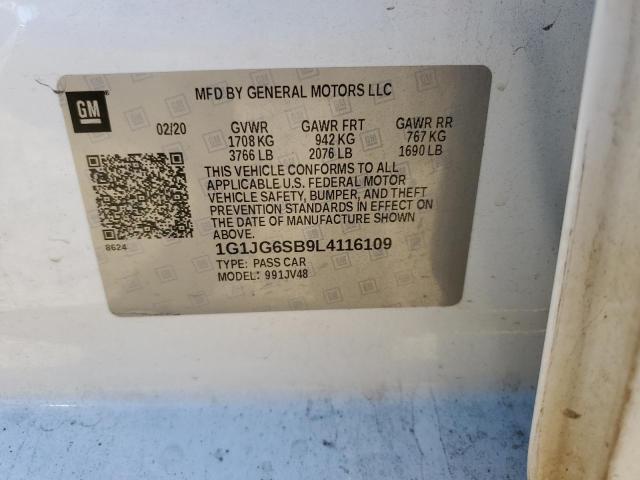 GM
MFD BY GENERAL MOTORS LLC
02/20 GVWR GAWR FRT GAWR RR
1708 KG 942 KG 767 KG
3766 LB 2076 LB 1690 LB
THIS VEHICLE CONFORMS TO ALL
APPLICABLE U.S. FEDERAL MOTOR
VEHICLE SAFETY, BUMPER, AND THEFT
PREVENTION STANDARDS IN EFFECT ON
THE DATE OF MANUFACTURE SHOWN
ABOVE.
8624
1G1JG6SB9L4116109
TYPE: PASS CAR
MODEL: 991JV48